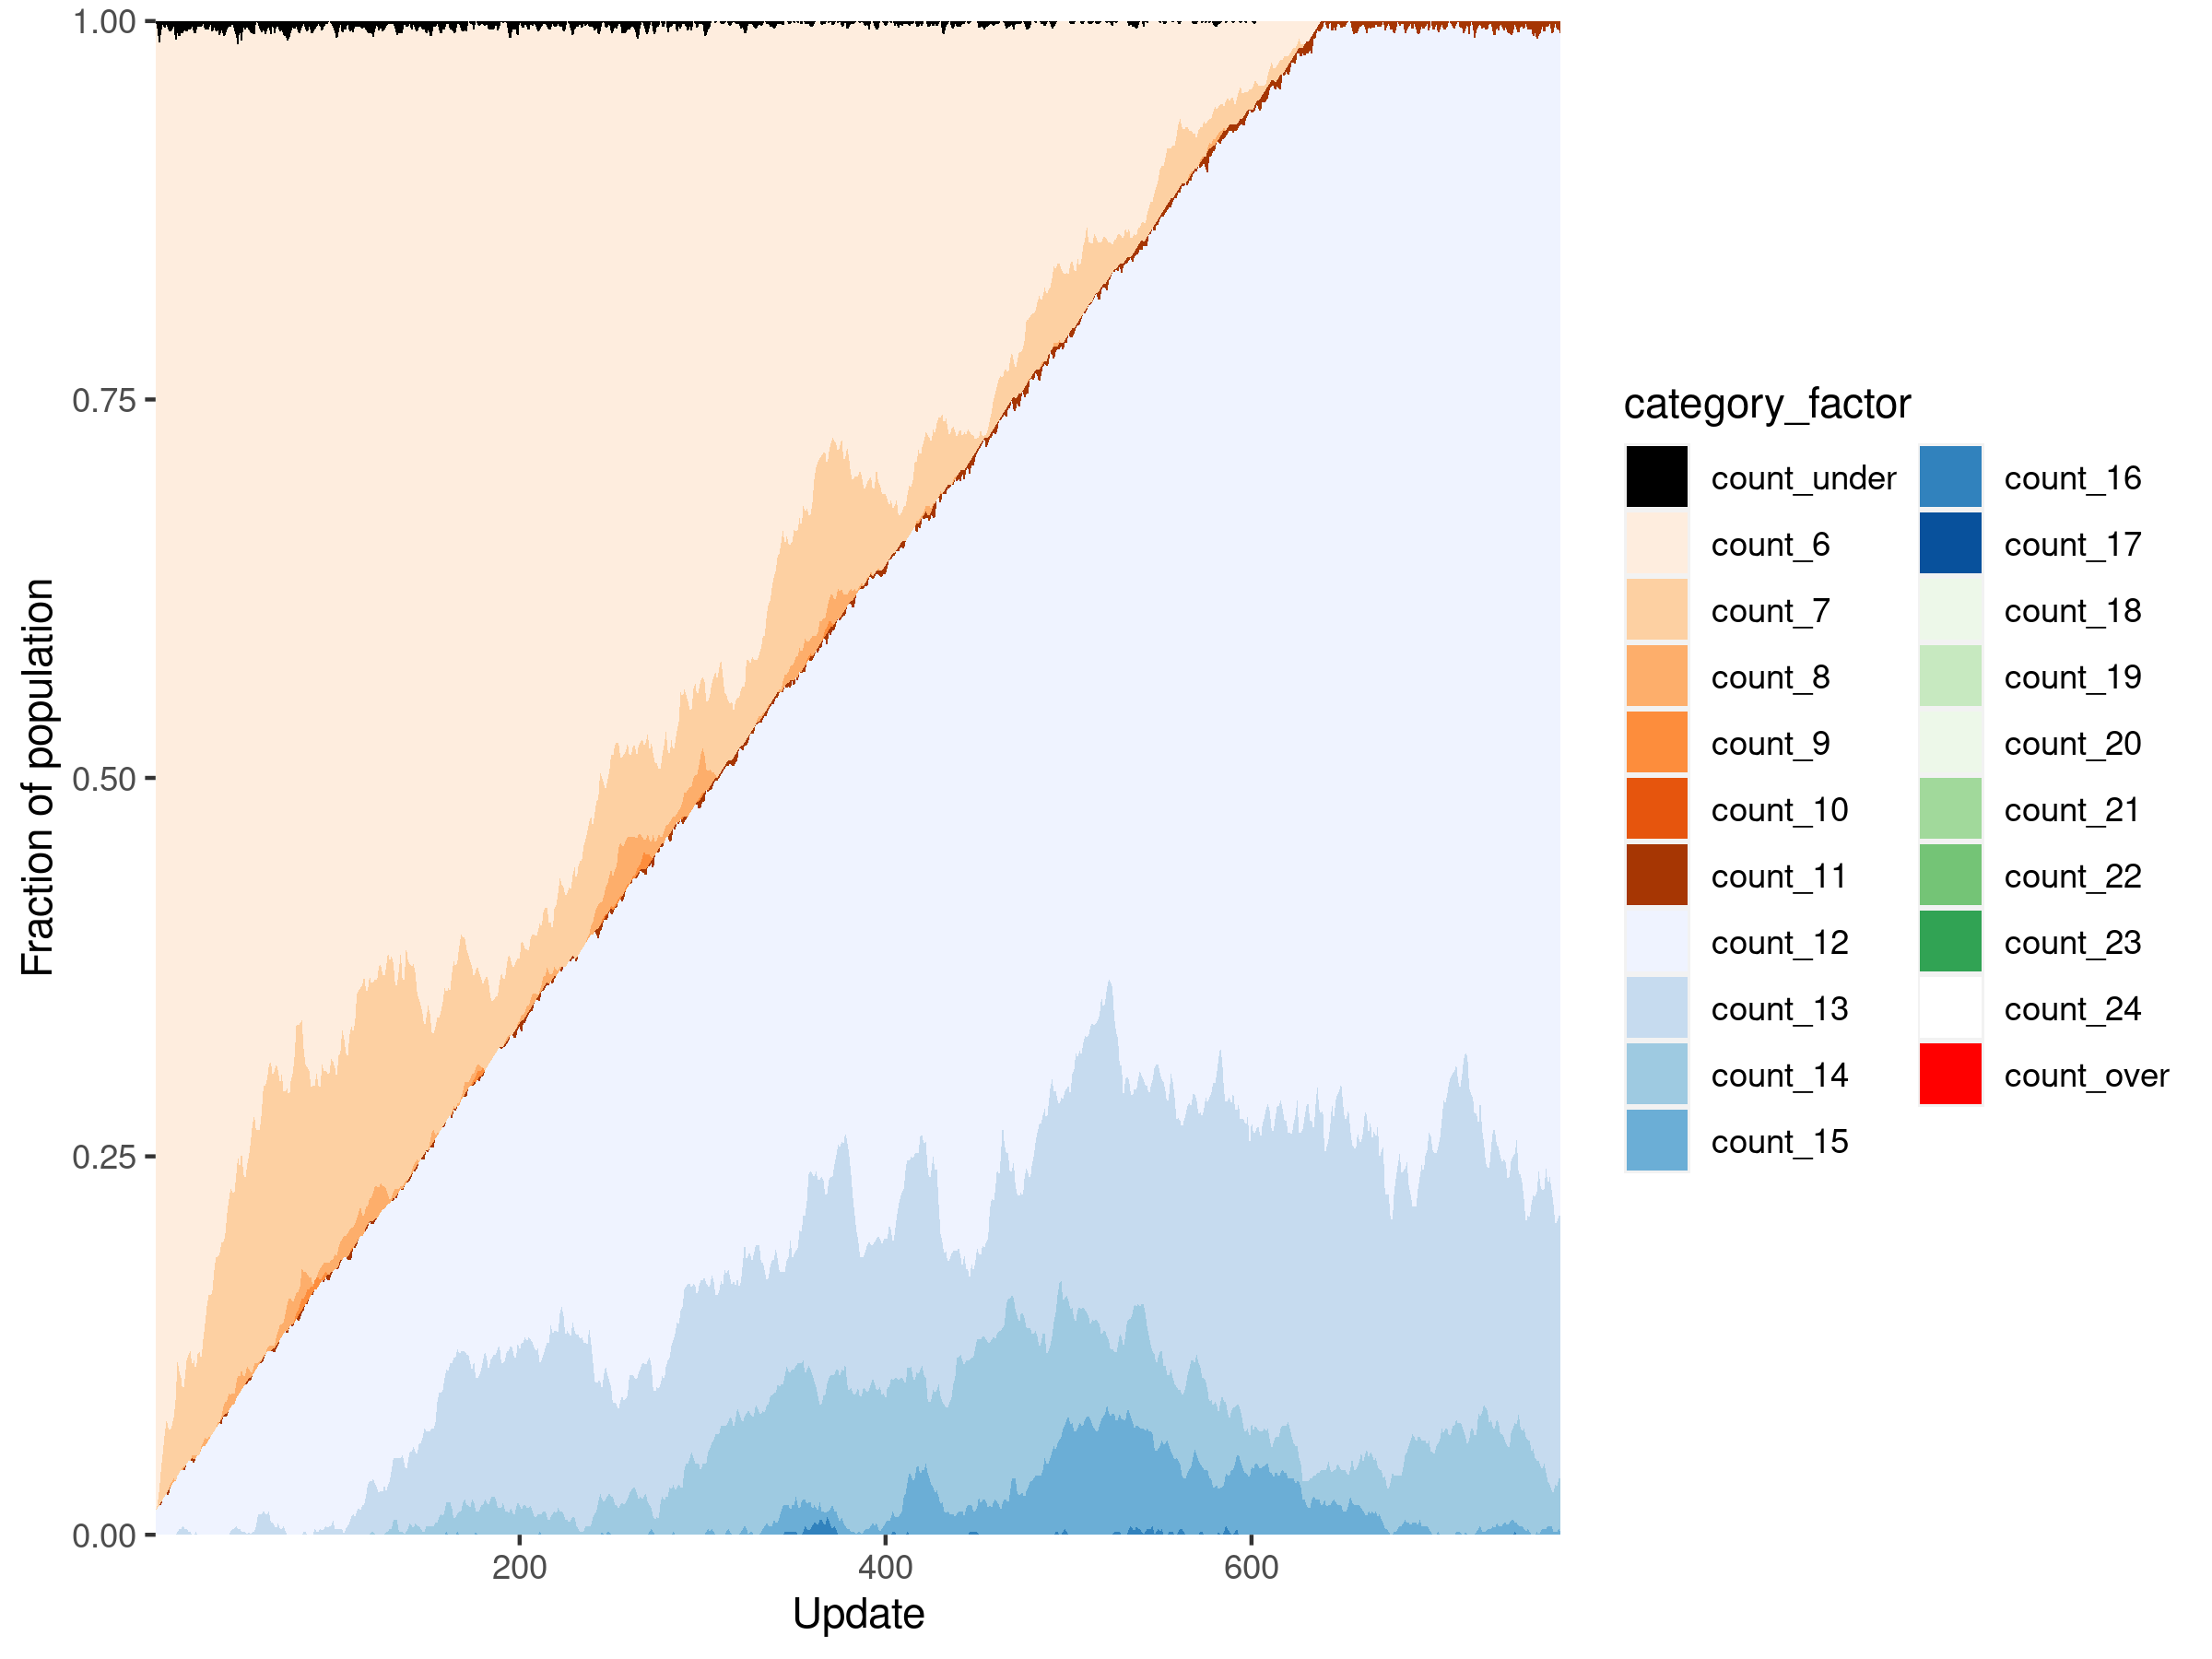 1.00
0.75
0.50
0.25
0.00
Fraction of population
200
400
600
Update
category_factor
count_under
count_6
count_7
count_8
count_9
count_10
count_11
count_12
count_13
count_14
count_15
count_16
count_17
count_18
count_19
count_20
count_21
count_22
count_23
count_24
count_over